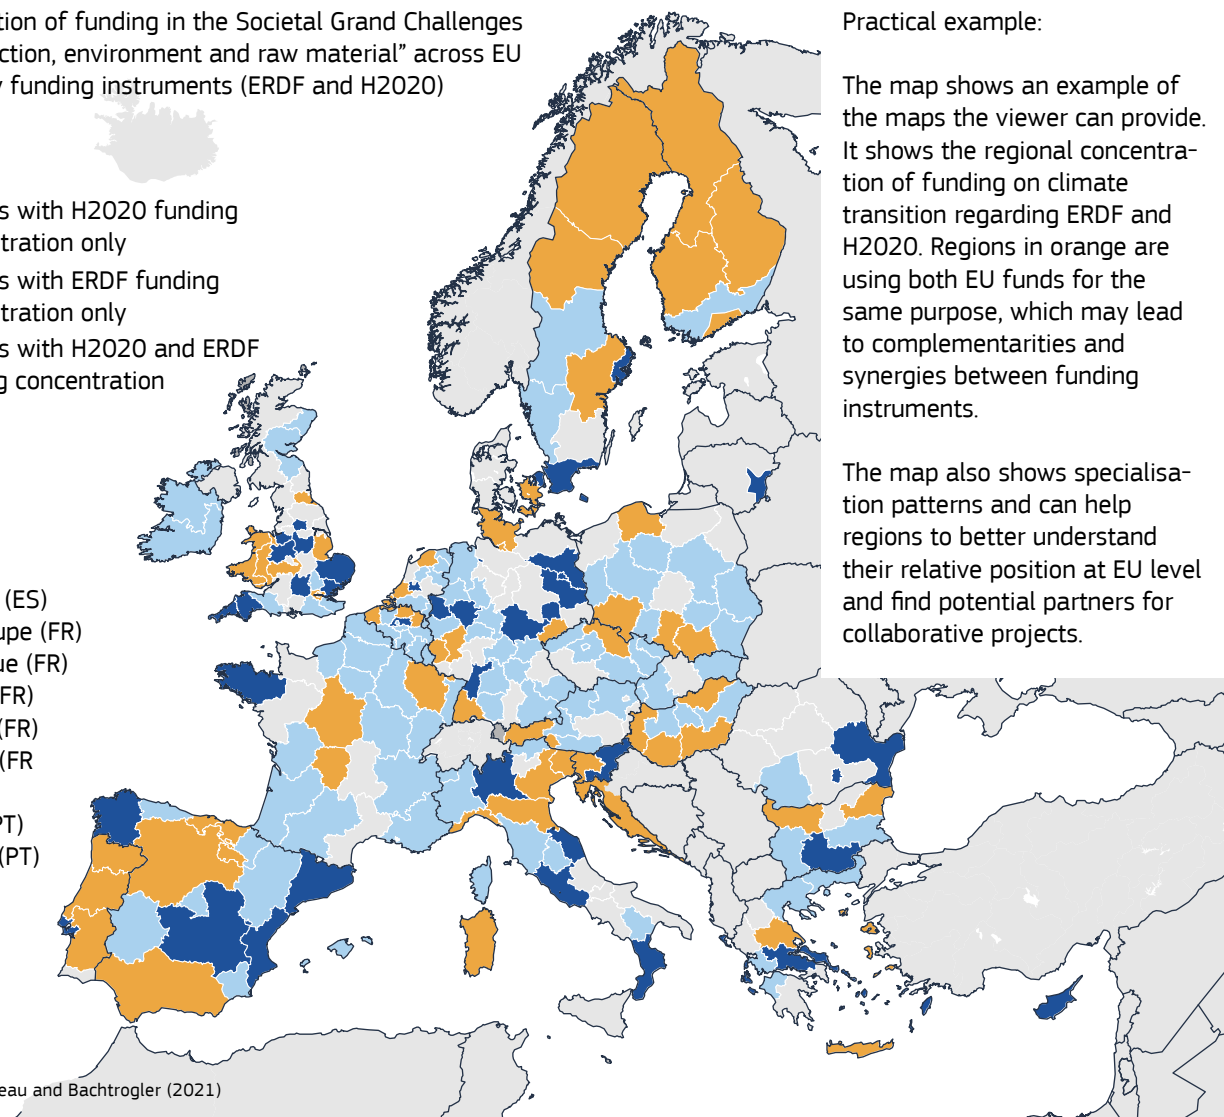 tion of funding in the Societal Grand Challenges
ction, environment and raw material” across EU
funding instruments (ERDF and H2020)
s with H2020 funding
tration only
s with ERDF funding
tration only
s with H2020 and ERDF
g concentration
(ES)
upe (FR)
ue (FR)
(FR)
(FR)
(FR
PT)
(PT)
eau and Bachtrogler (2021)
Practical example:
The map shows an example of
the maps the viewer can provide.
It shows the regional concentra-
tion of funding on climate
transition regarding ERDF and
H2020. Regions in orange are
using both EU funds for the
same purpose, which may lead
to complementarities and
synergies between funding
instruments.
The map also shows specialisa-
tion patterns and can help
regions to better understand
their relative position at EU level
and find potential partners for
collaborative projects.